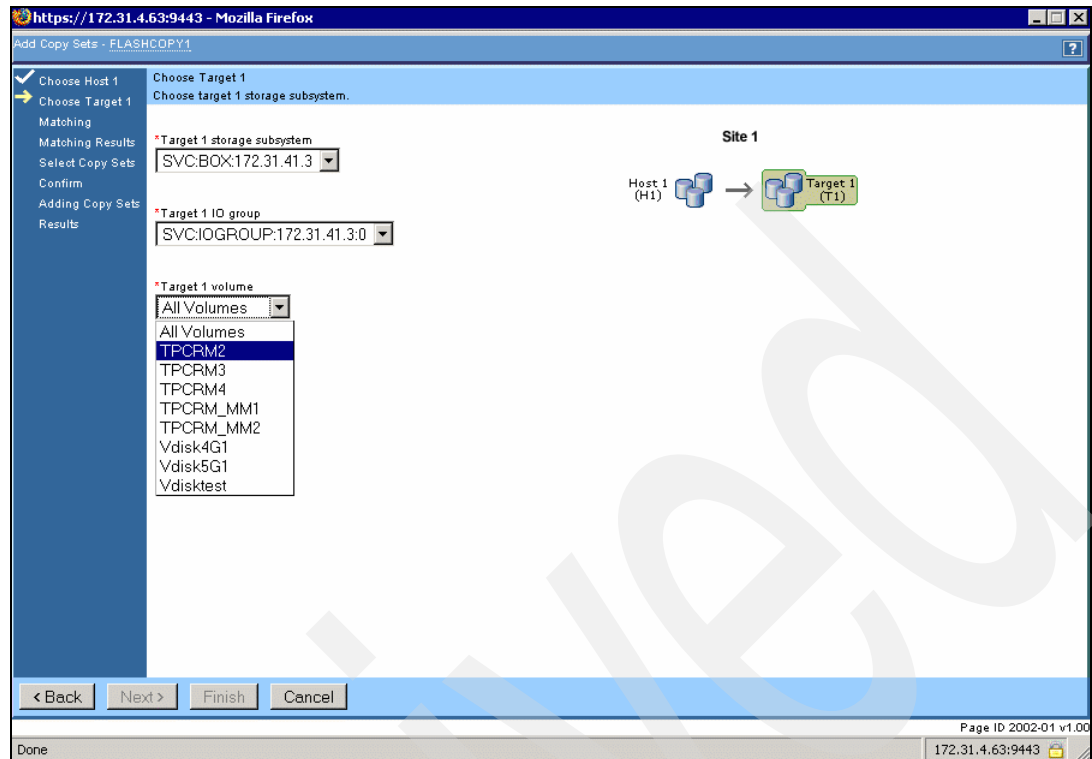 https://172.31.4.63:9443 - Mozilla Firefox
Add Copy Sets - FLASHCOPY1
?
Choose Host 1
Choose Target 1
Matching
Matching Results
Select Copy Sets
Confirm
Adding Copy Sets
Results
Choose Target 1
Choose target 1 storage subsystem.
*Target 1 storage subsystem
SVC:BOX:172.31.41.3
*Target 1 IO group
SVC:IOGROUP:172.31.41.3:0
*Target 1 volume
All Volumes
All Volumes
TPCRM2
TPCRM3
TPCRM4
TPCRM_MM1
TPCRM_MM2
Vdisk4G1
Vdisk5G1
Vdisktest
Site 1
Host 1
(H1)
Target 1
(T1)
< Back
Next >
Finish
Cancel
Page ID 2002-01 v1.00
Done
172.31.4.63:9443